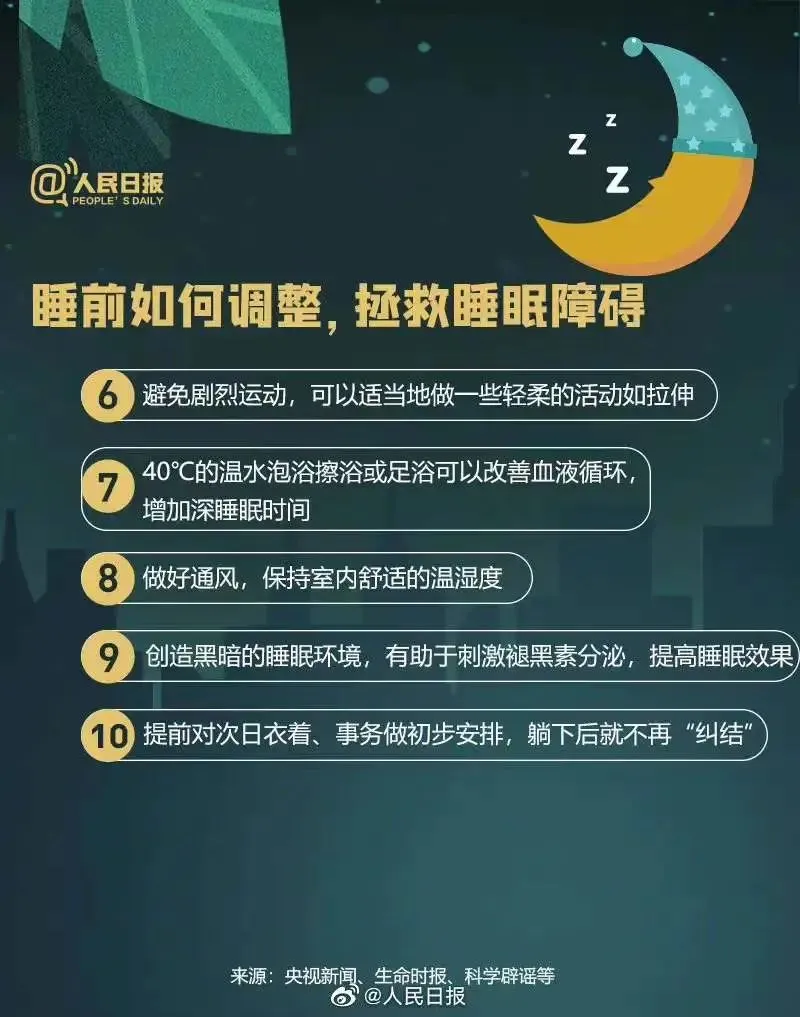 z
z
z
@人民日报
PEOPLE'S DAILY
睡前如何调整，拯救睡眠障碍
6 避免剧烈运动，可以适当地做一些轻柔的活动如拉伸
7 40℃的温水泡浴擦浴或足浴可以改善血液循环，
增加深睡眠时间
8 做好通风，保持室内舒适的温湿度
9 创造黑暗的睡眠环境，有助于刺激褪黑素分泌，提高睡眠效果
10 提前对次日衣着、事务做初步安排，躺下后就不再“纠结”
来源：央视新闻、生命时报、科学辟谣等
@人民日报